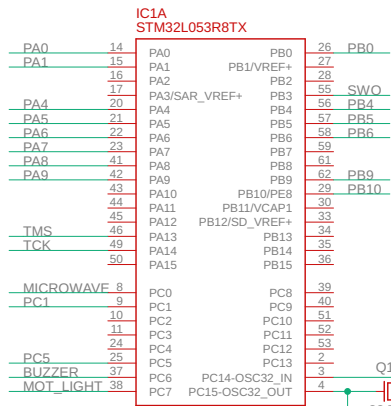 IC1A
STM32L053R8TX
PA0 14 PA0 PB0 26 PB0
PA1 15 PA1 PB1/VREF+ 27
16 PA2 PB2 28
17 PA3/SAR_VREF+ PB3 55 SWO
PA4 20 PA4 PB4 56 PB4
PA5 21 PA5 PB5 57 PB5
PA6 22 PA6 PB6 58 PB6
PA7 23 PA7 PB7 59
PA8 41 PA8 PB8 61
PA9 42 PA9 PB9 62 PB9
43 PA10 PB10/PE8 29 PB10
44 PA11 PB11/VCAP1 30
45 PA12 PB12/SD_VREF+ 33
TMS 46 PA13 PB13 34
TCK 49 PA14 PB14 35
50 PA15 PB15 36
MICROWAVE 8 PC0 PC8 39
PC1 9 PC1 PC9 40
10 PC2 PC10 51
11 PC3 PC11 52
24 PC4 PC12 53
PC5 25 PC5 PC13 2
BUZZER 37 PC6 PC14-OSC32_IN 3 Q1
MOT_LIGHT 38 PC7 PC15-OSC32_OUT 4